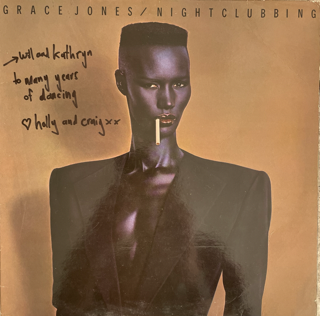 GRACE JONES/NIGHTCLUBBING
→ will and kathryn
to many years
of dancing
♡ holly and craig xx